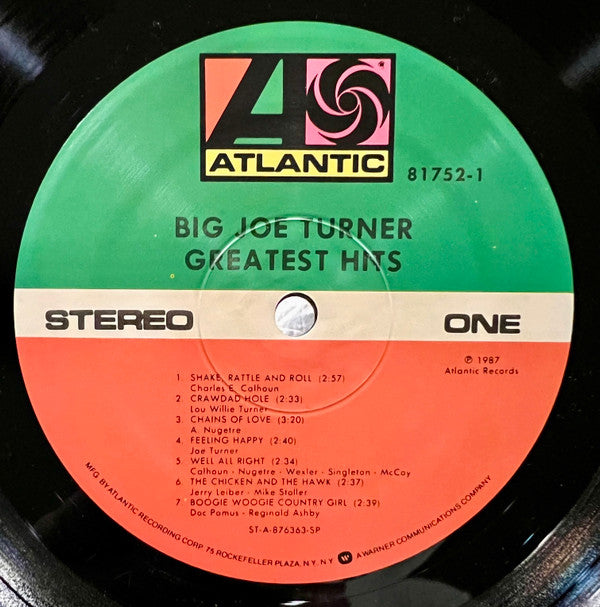 ATLANTIC
81752-1
BIG JOE TURNER
GREATEST HITS
STEREO
ONE
℗ 1987
Atlantic Records
1. SHAKE, RATTLE AND ROLL (2:57)
Charles E. Calhoun
2. CRAWDAD HOLE (2:33)
Lou Willie Turner
3. CHAINS OF LOVE (3:20)
A. Nugetre
4. FEELING HAPPY (2:40)
Joe Turner
5. WELL ALL RIGHT (2:34)
Calhoun - Nugetre - Wexler - Singleton - McCoy
6. THE CHICKEN AND THE HAWK (2:37)
Jerry Leiber - Mike Stoller
7. BOOGIE WOOGIE COUNTRY GIRL (2:39)
Doc Pomus - Reginald Ashby
ST-A-876363-SP
MFG. BY ATLANTIC RECORDING CORP. 75 ROCKEFELLER PLAZA, N.Y. N.Y. A WARNER COMMUNICATIONS COMPANY